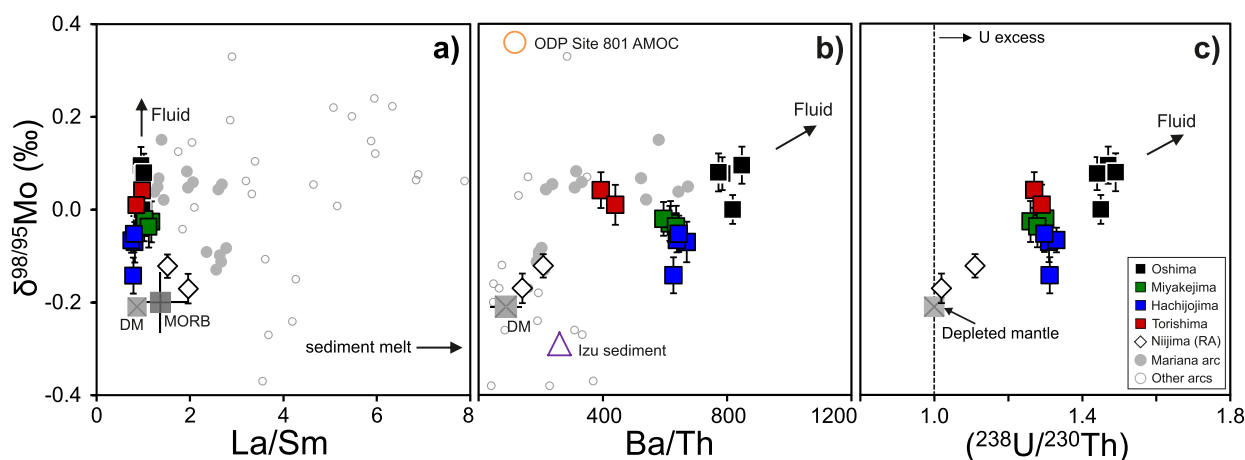 δ98/95Mo (‰)
0.4
0.2
0.0
-0.2
-0.4
a)
Fluid
DM
MORB
sediment melt
0
2
4
6
8
La/Sm
b)
ODP Site 801 AMOC
Fluid
DM
Izu sediment
400
800
1200
Ba/Th
c)
U excess
Fluid
Depleted mantle
Oshima
Miyakejima
Hachijojima
Torishima
Niijima (RA)
Mariana arc
Other arcs
1.0
1.4
1.8
(238U/230Th)